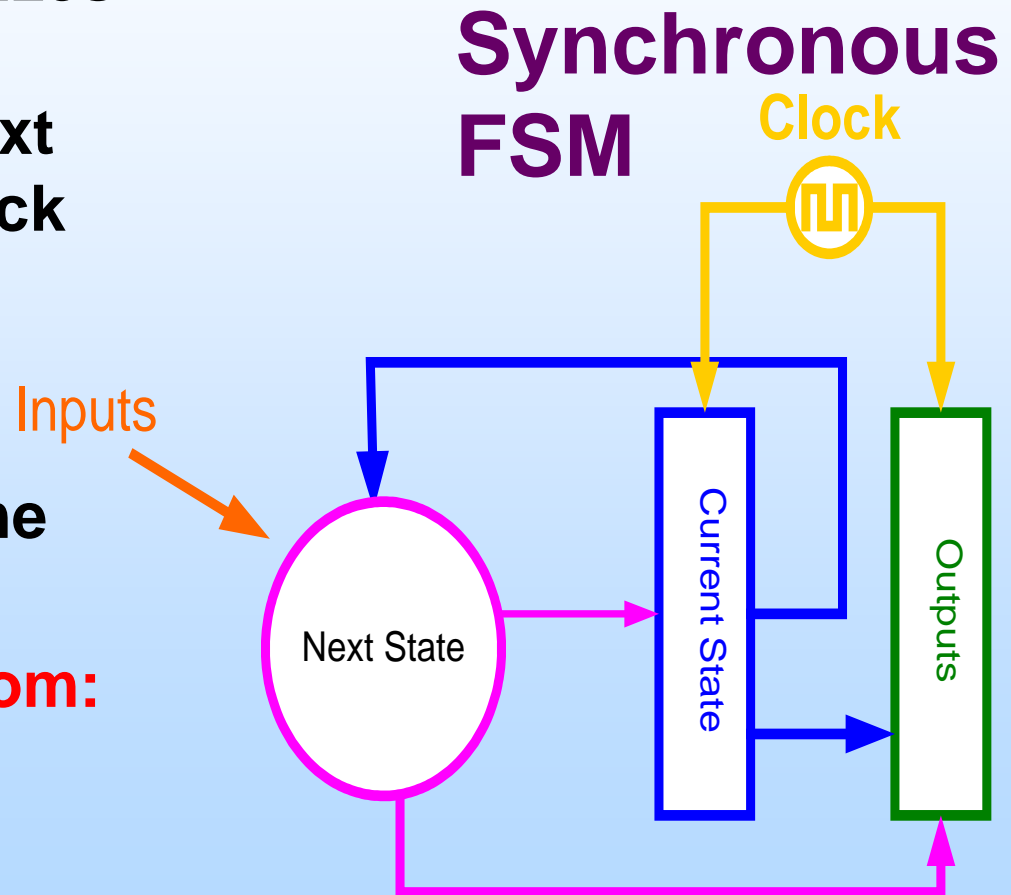 Synchronous
FSM
Clock
xt
ck
Inputs
ne
om:
Next State
Current State
Outputs